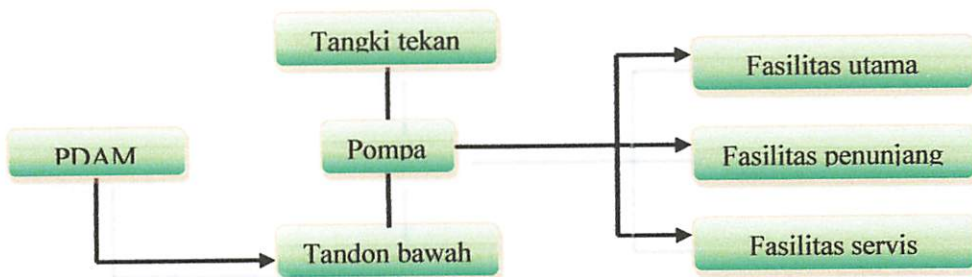 Tangki tekan
Fasilitas utama
PDAM
Pompa
Fasilitas penunjang
Tandon bawah
Fasilitas servis